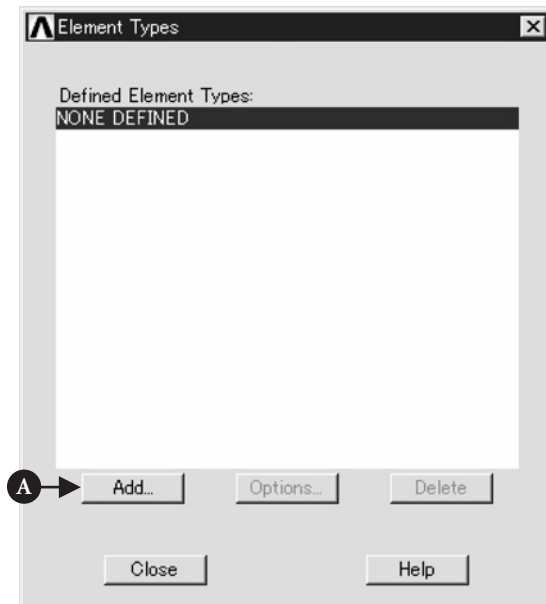 Element Types
Defined Element Types:
NONE DEFINED
A Add... Options... Delete
Close Help